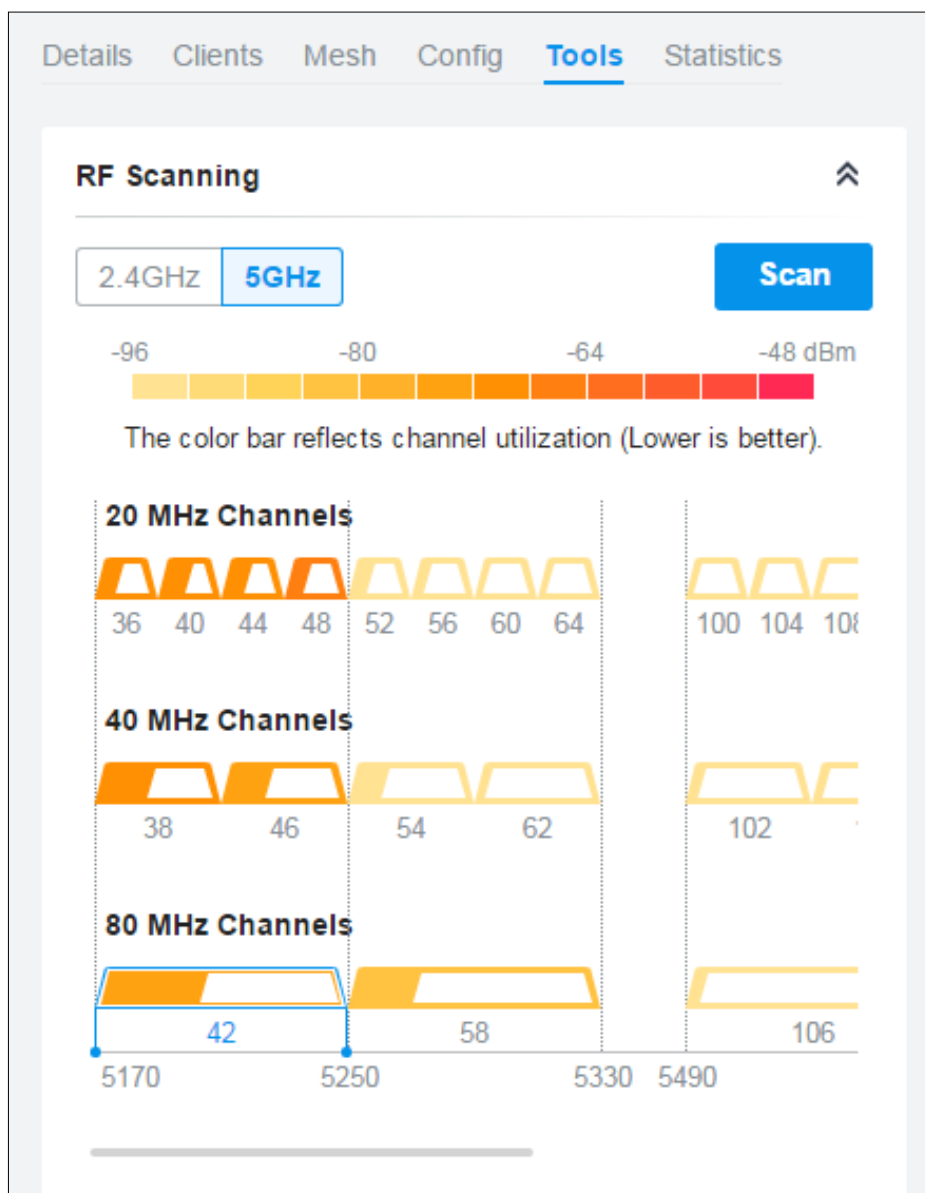 Details Clients Mesh Config Tools Statistics
RF Scanning
2.4GHz 5GHz Scan
-96 -80 -64 -48 dBm
The color bar reflects channel utilization (Lower is better).
20 MHz Channels
36 40 44 48 52 56 60 64 100 104 108
40 MHz Channels
38 46 54 62 102
80 MHz Channels
42 58 106
5170 5250 5330 5490